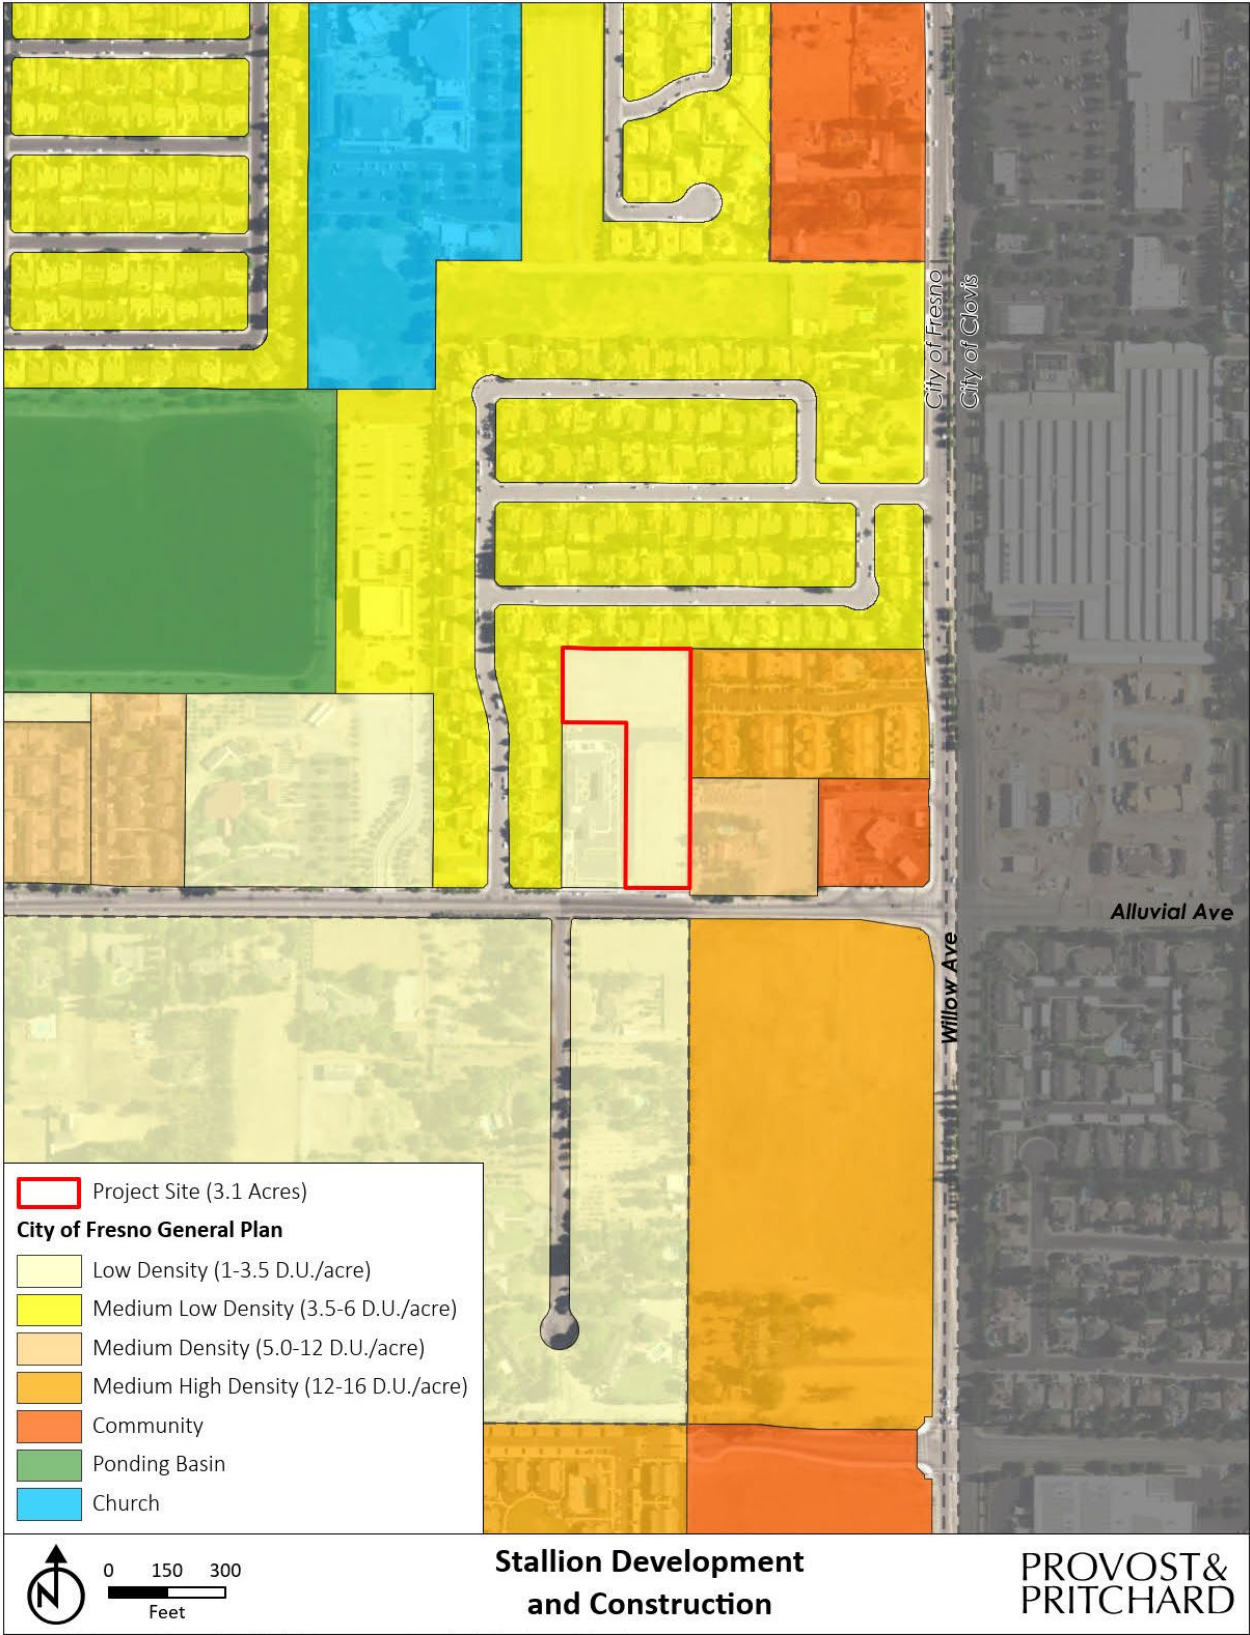 City of Fresno
City of Clovis
Alluvial Ave
Willow Ave
Project Site (3.1 Acres)
City of Fresno General Plan
Low Density (1-3.5 D.U./acre)
Medium Low Density (3.5-6 D.U./acre)
Medium Density (5.0-12 D.U./acre)
Medium High Density (12-16 D.U./acre)
Community
Ponding Basin
Church
N
0 150 300
Feet
Stallion Development
and Construction
PROVOST&
PRITCHARD